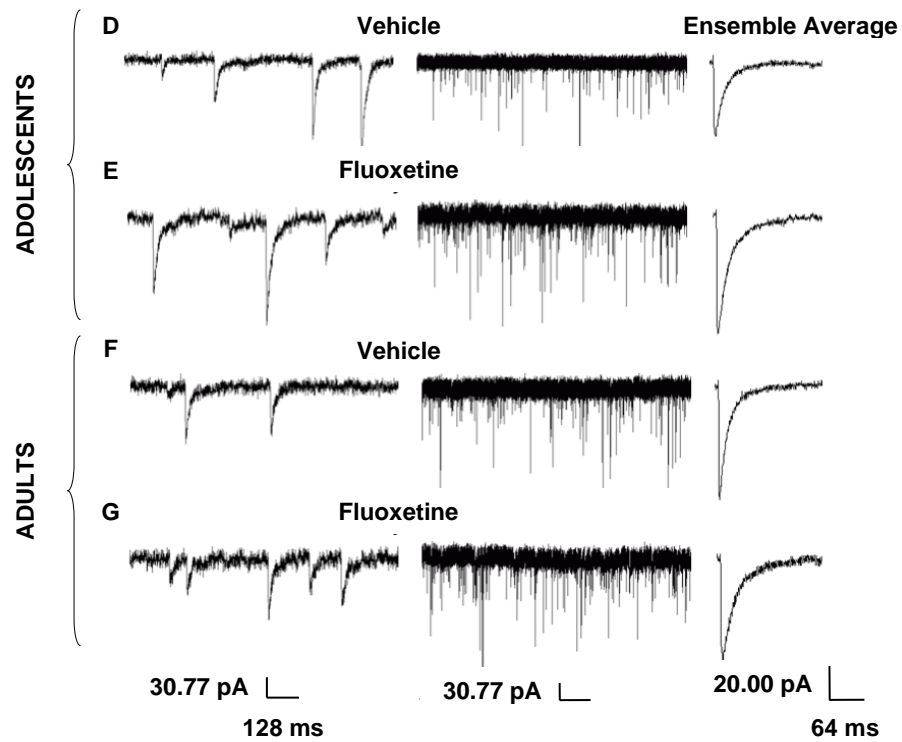 D Vehicle Ensemble Average
ADOLESCENTS
E Fluoxetine
F Vehicle
ADULTS
G Fluoxetine
30.77 pA 30.77 pA 20.00 pA
128 ms 64 ms